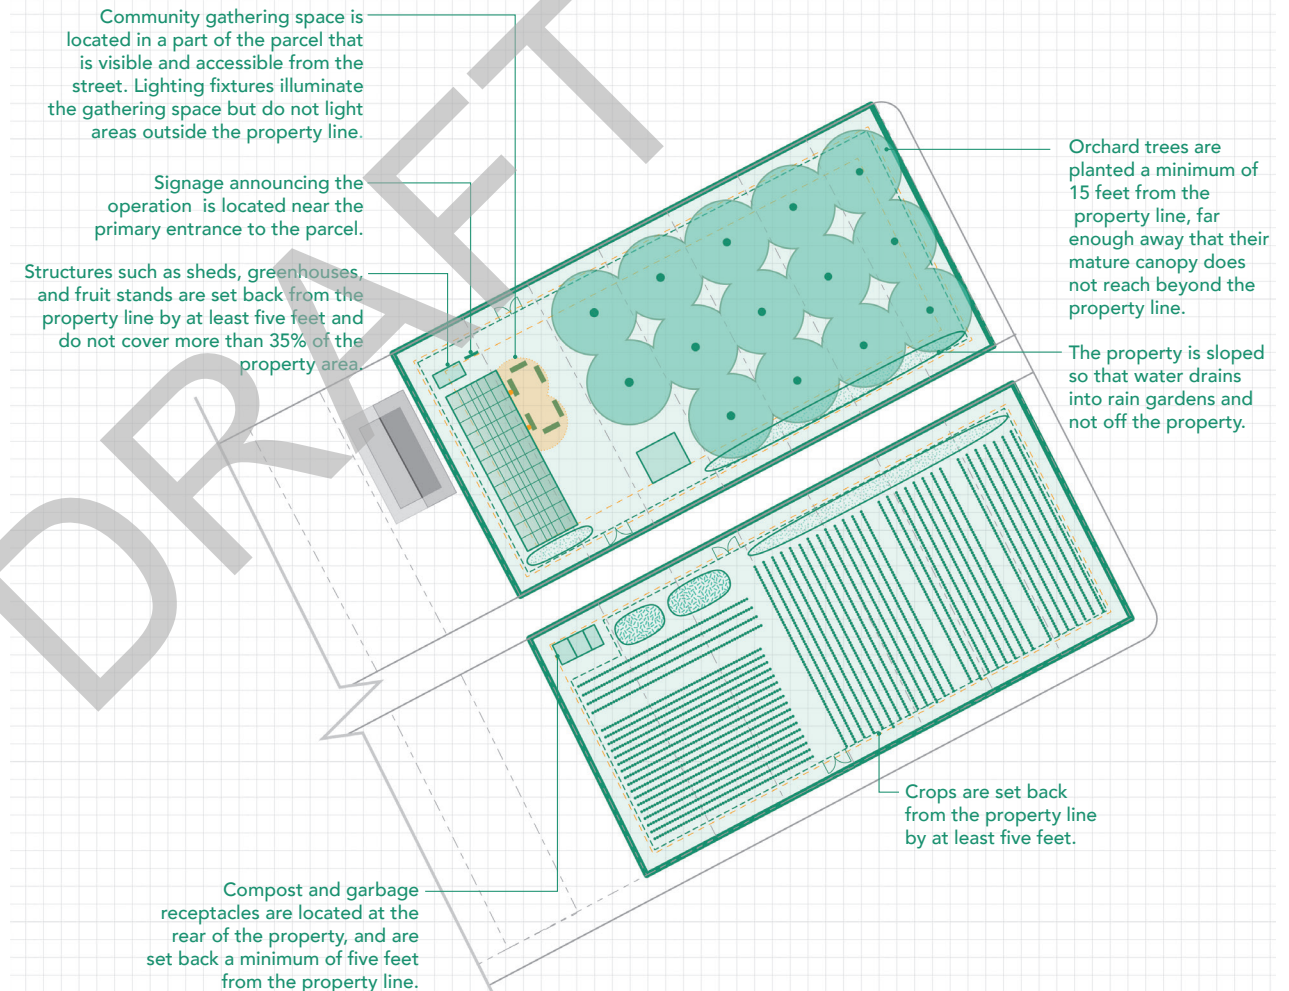 Community gathering space is
located in a part of the parcel that
is visible and accessible from the
street. Lighting fixtures illuminate
the gathering space but do not light
areas outside the property line.
Signage announcing the
operation is located near the
primary entrance to the parcel.
Structures such as sheds, greenhouses,
and fruit stands are set back from the
property line by at least five feet and
do not cover more than 35% of the
property area.
Orchard trees are
planted a minimum of
15 feet from the
property line, far
enough away that their
mature canopy does
not reach beyond the
property line.
The property is sloped
so that water drains
into rain gardens and
not off the property.
Crops are set back
from the property line
by at least five feet.
Compost and garbage
receptacles are located at the
rear of the property, and are
set back a minimum of five feet
from the property line.
DRAFT